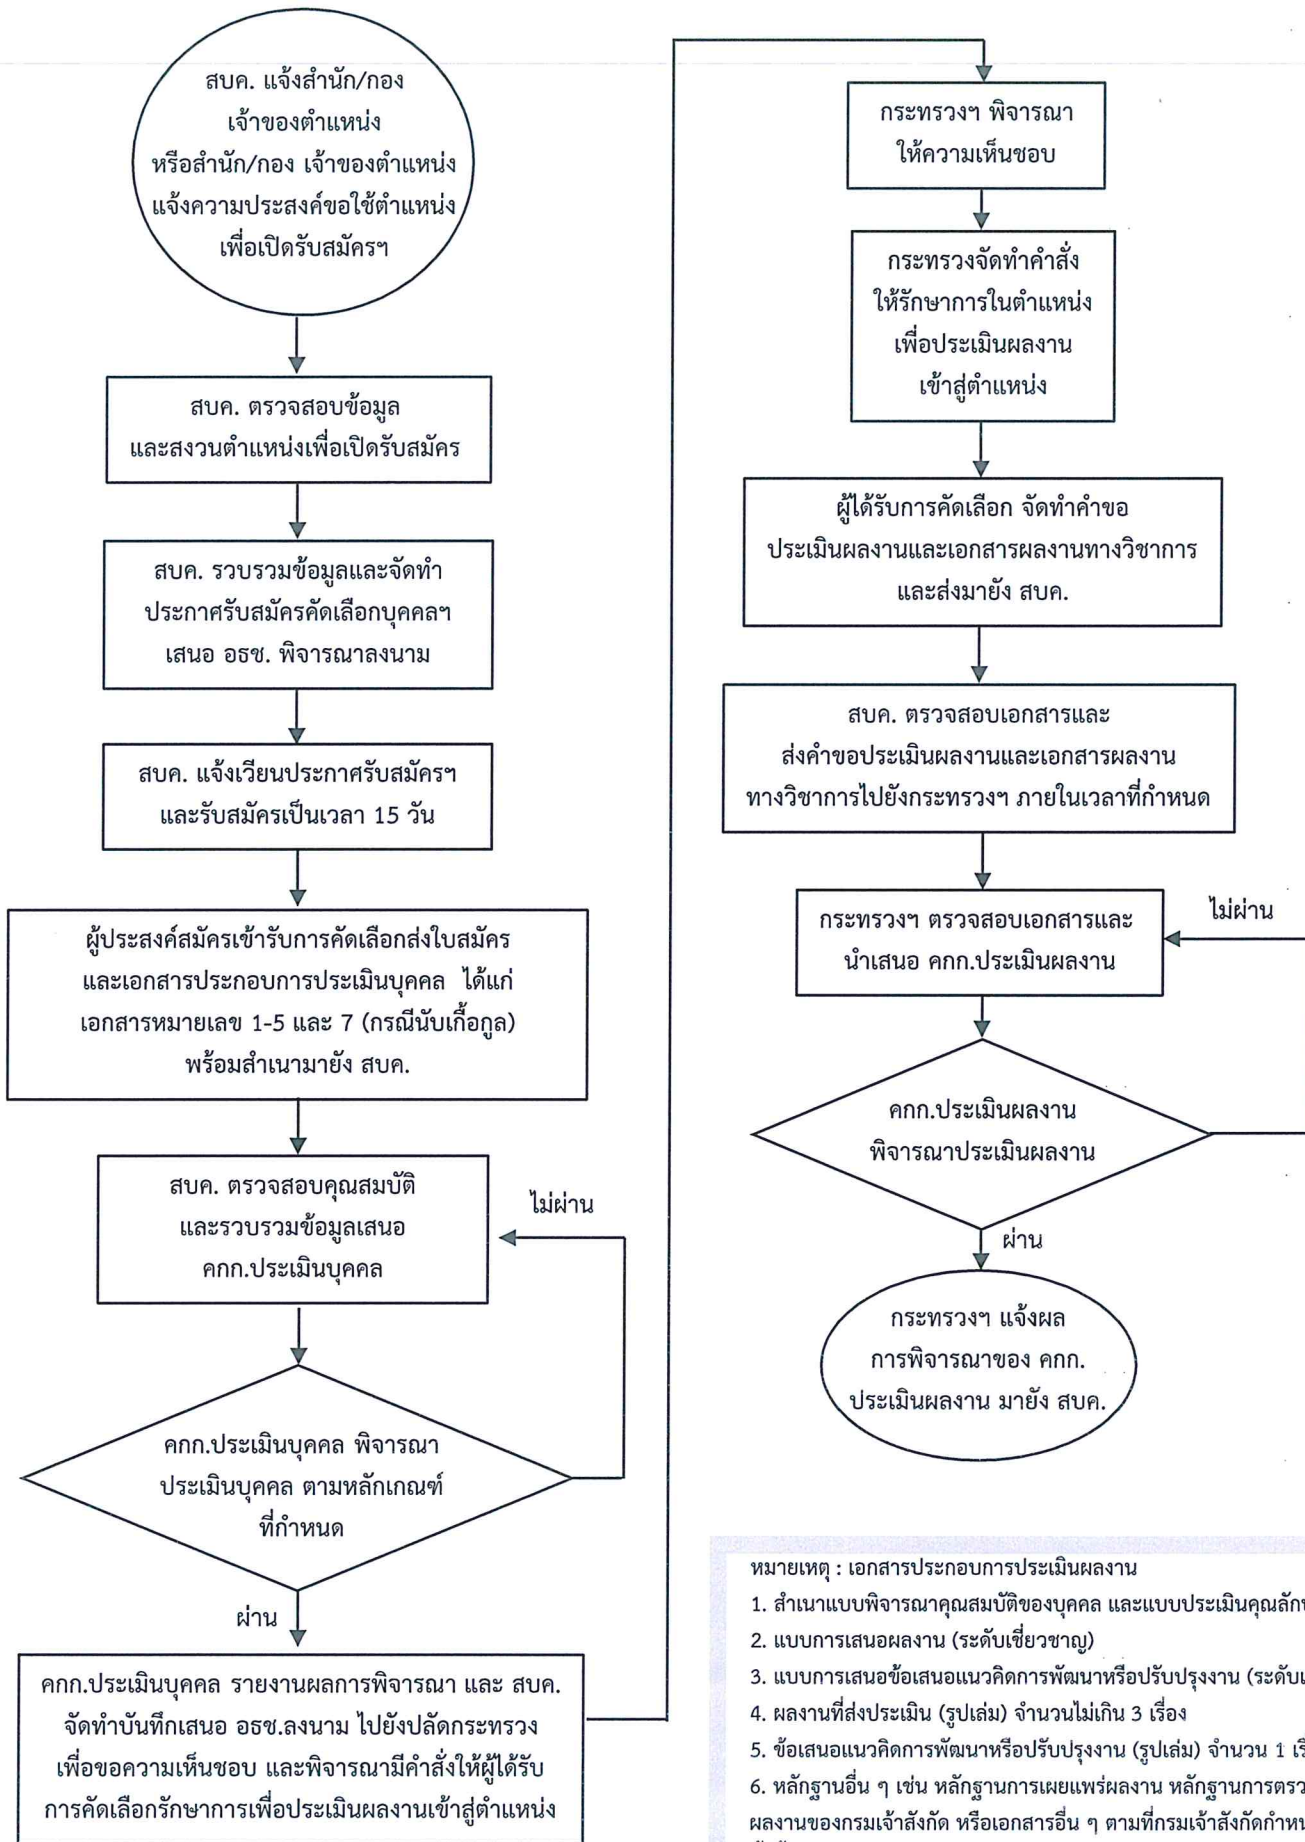 สบค. แจ้งสำนัก/กอง
เจ้าของตำแหน่ง
หรือสำนัก/กอง เจ้าของตำแหน่ง
แจ้งความประสงค์ขอใช้ตำแหน่ง
เพื่อเปิดรับสมัครฯ
สบค. ตรวจสอบข้อมูล
และสงวนตำแหน่งเพื่อเปิดรับสมัคร
สบค. รวบรวมข้อมูลและจัดทำ
ประกาศรับสมัครคัดเลือกบุคคลฯ
เสนอ อธช. พิจารณาลงนาม
สบค. แจ้งเวียนประกาศรับสมัครฯ
และรับสมัครเป็นเวลา 15 วัน
ผู้ประสงค์สมัครเข้ารับการคัดเลือกส่งใบสมัคร
และเอกสารประกอบการประเมินบุคคล ได้แก่
เอกสารหมายเลข 1-5 และ 7 (กรณีนับเกื้อกูล)
พร้อมสำเนามายัง สบค.
สบค. ตรวจสอบคุณสมบัติ
และรวบรวมข้อมูลเสนอ
คกก.ประเมินบุคคล
ไม่ผ่าน
คกก.ประเมินบุคคล พิจารณา
ประเมินบุคคล ตามหลักเกณฑ์
ที่กำหนด
ผ่าน
คกก.ประเมินบุคคล รายงานผลการพิจารณา และ สบค.
จัดทำบันทึกเสนอ อธช.ลงนาม ไปยังปลัดกระทรวง
เพื่อขอความเห็นชอบ และพิจารณามีคำสั่งให้ผู้ได้รับ
การคัดเลือกรักษาการเพื่อประเมินผลงานเข้าสู่ตำแหน่ง
กระทรวงฯ พิจารณา
ให้ความเห็นชอบ
กระทรวงจัดทำคำสั่ง
ให้รักษาการในตำแหน่ง
เพื่อประเมินผลงาน
เข้าสู่ตำแหน่ง
ผู้ได้รับการคัดเลือก จัดทำคำขอ
ประเมินผลงานและเอกสารผลงานทางวิชาการ
และส่งมายัง สบค.
สบค. ตรวจสอบเอกสารและ
ส่งคำขอประเมินผลงานและเอกสารผลงาน
ทางวิชาการไปยังกระทรวงฯ ภายในเวลาที่กำหนด
กระทรวงฯ ตรวจสอบเอกสารและ
นำเสนอ คกก.ประเมินผลงาน
ไม่ผ่าน
คกก.ประเมินผลงาน
พิจารณาประเมินผลงาน
ผ่าน
กระทรวงฯ แจ้งผล
การพิจารณาของ คกก.
ประเมินผลงาน มายัง สบค.
หมายเหตุ : เอกสารประกอบการประเมินผลงาน
1. สำเนาแบบพิจารณาคุณสมบัติของบุคคล และแบบประเมิน
2. แบบการเสนอผลงาน (ระดับเชี่ยวชาญ)
3. แบบการเสนอข้อเสนอแนวคิดการพัฒนาหรือปรับปรุงงาน
4. ผลงานที่ส่งประเมิน (รูปเล่ม) จำนวนไม่เกิน 3 เรื่อง
5. ข้อเสนอแนวคิดการพัฒนาหรือปรับปรุงงาน (รูปเล่ม) จำนวน 1
6. หลักฐานอื่น ๆ เช่น หลักฐานการเผยแพร่ผลงาน
ผลงานของกรมเจ้าสังกัด หรือเอกสารอื่น ๆ ตามที่กรมเจ้าสังกัด